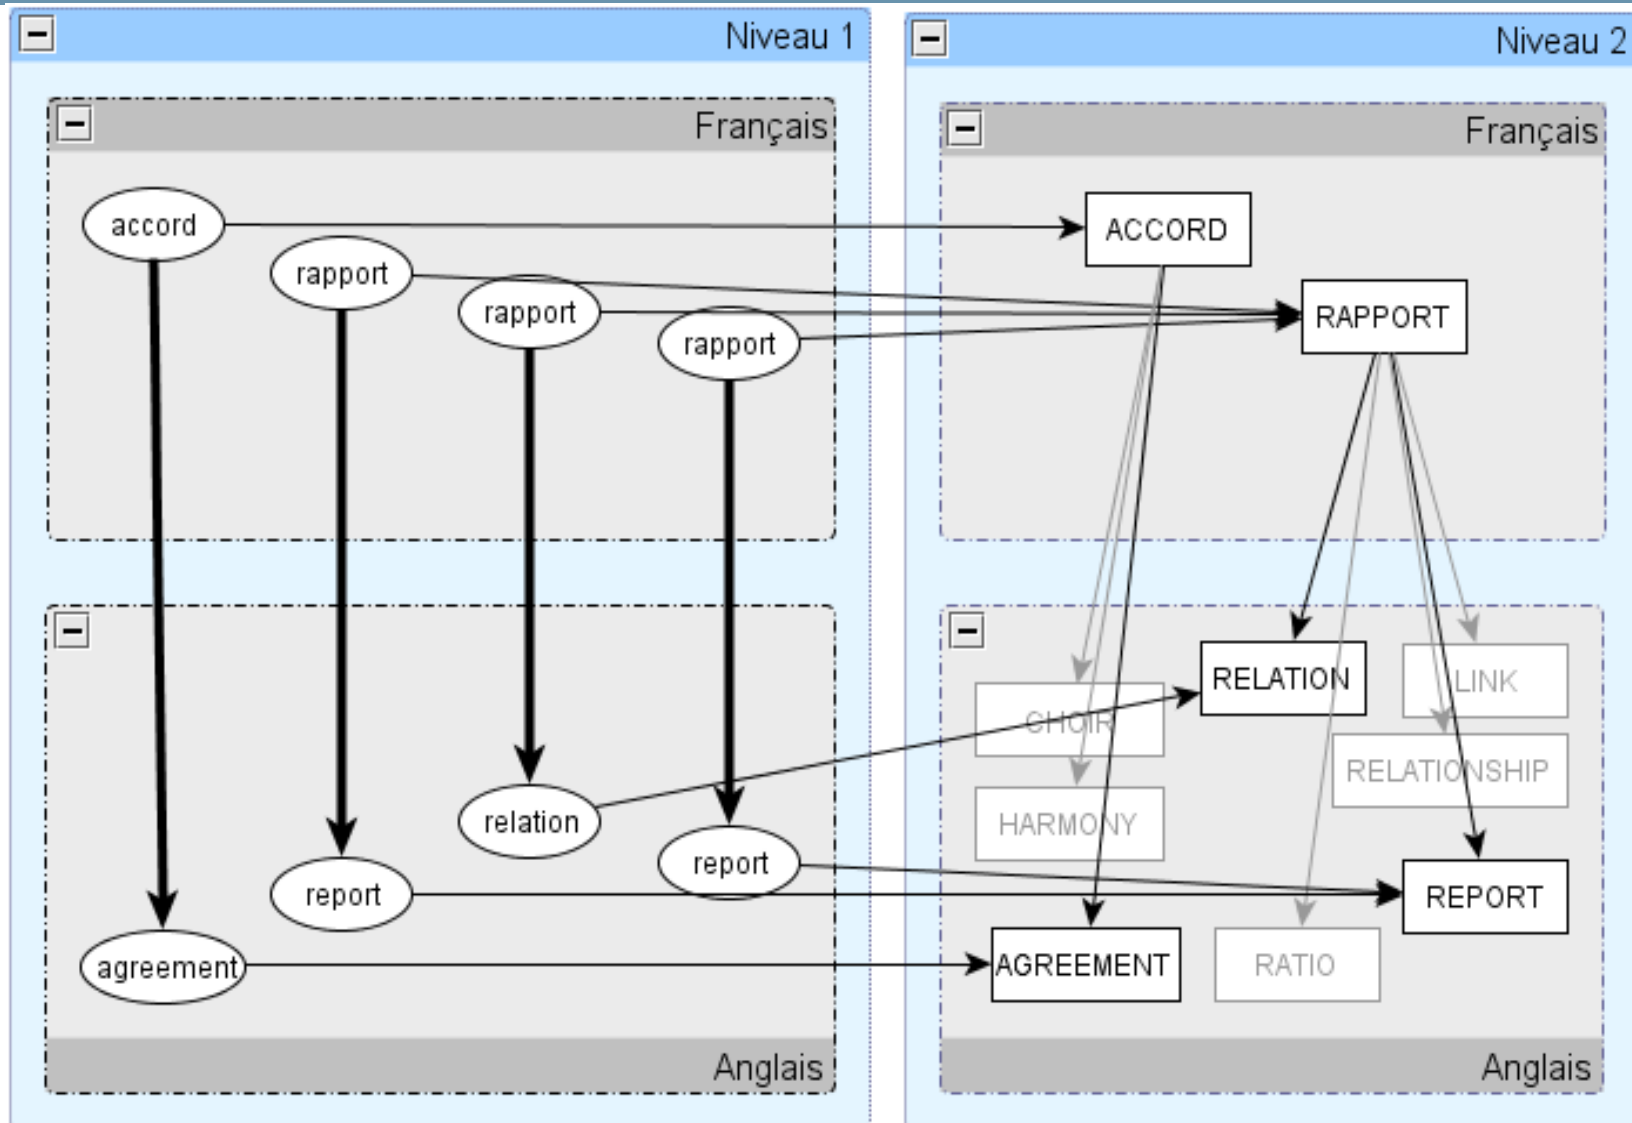 Niveau 1
Français
accord
rapport
rapport
rapport
relation
report
report
agreement
Anglais
Niveau 2
Français
ACCORD
RAPPORT
RELATION
LINK
CHOIR
RELATIONSHIP
HARMONY
REPORT
AGREEMENT
RATIO
Anglais